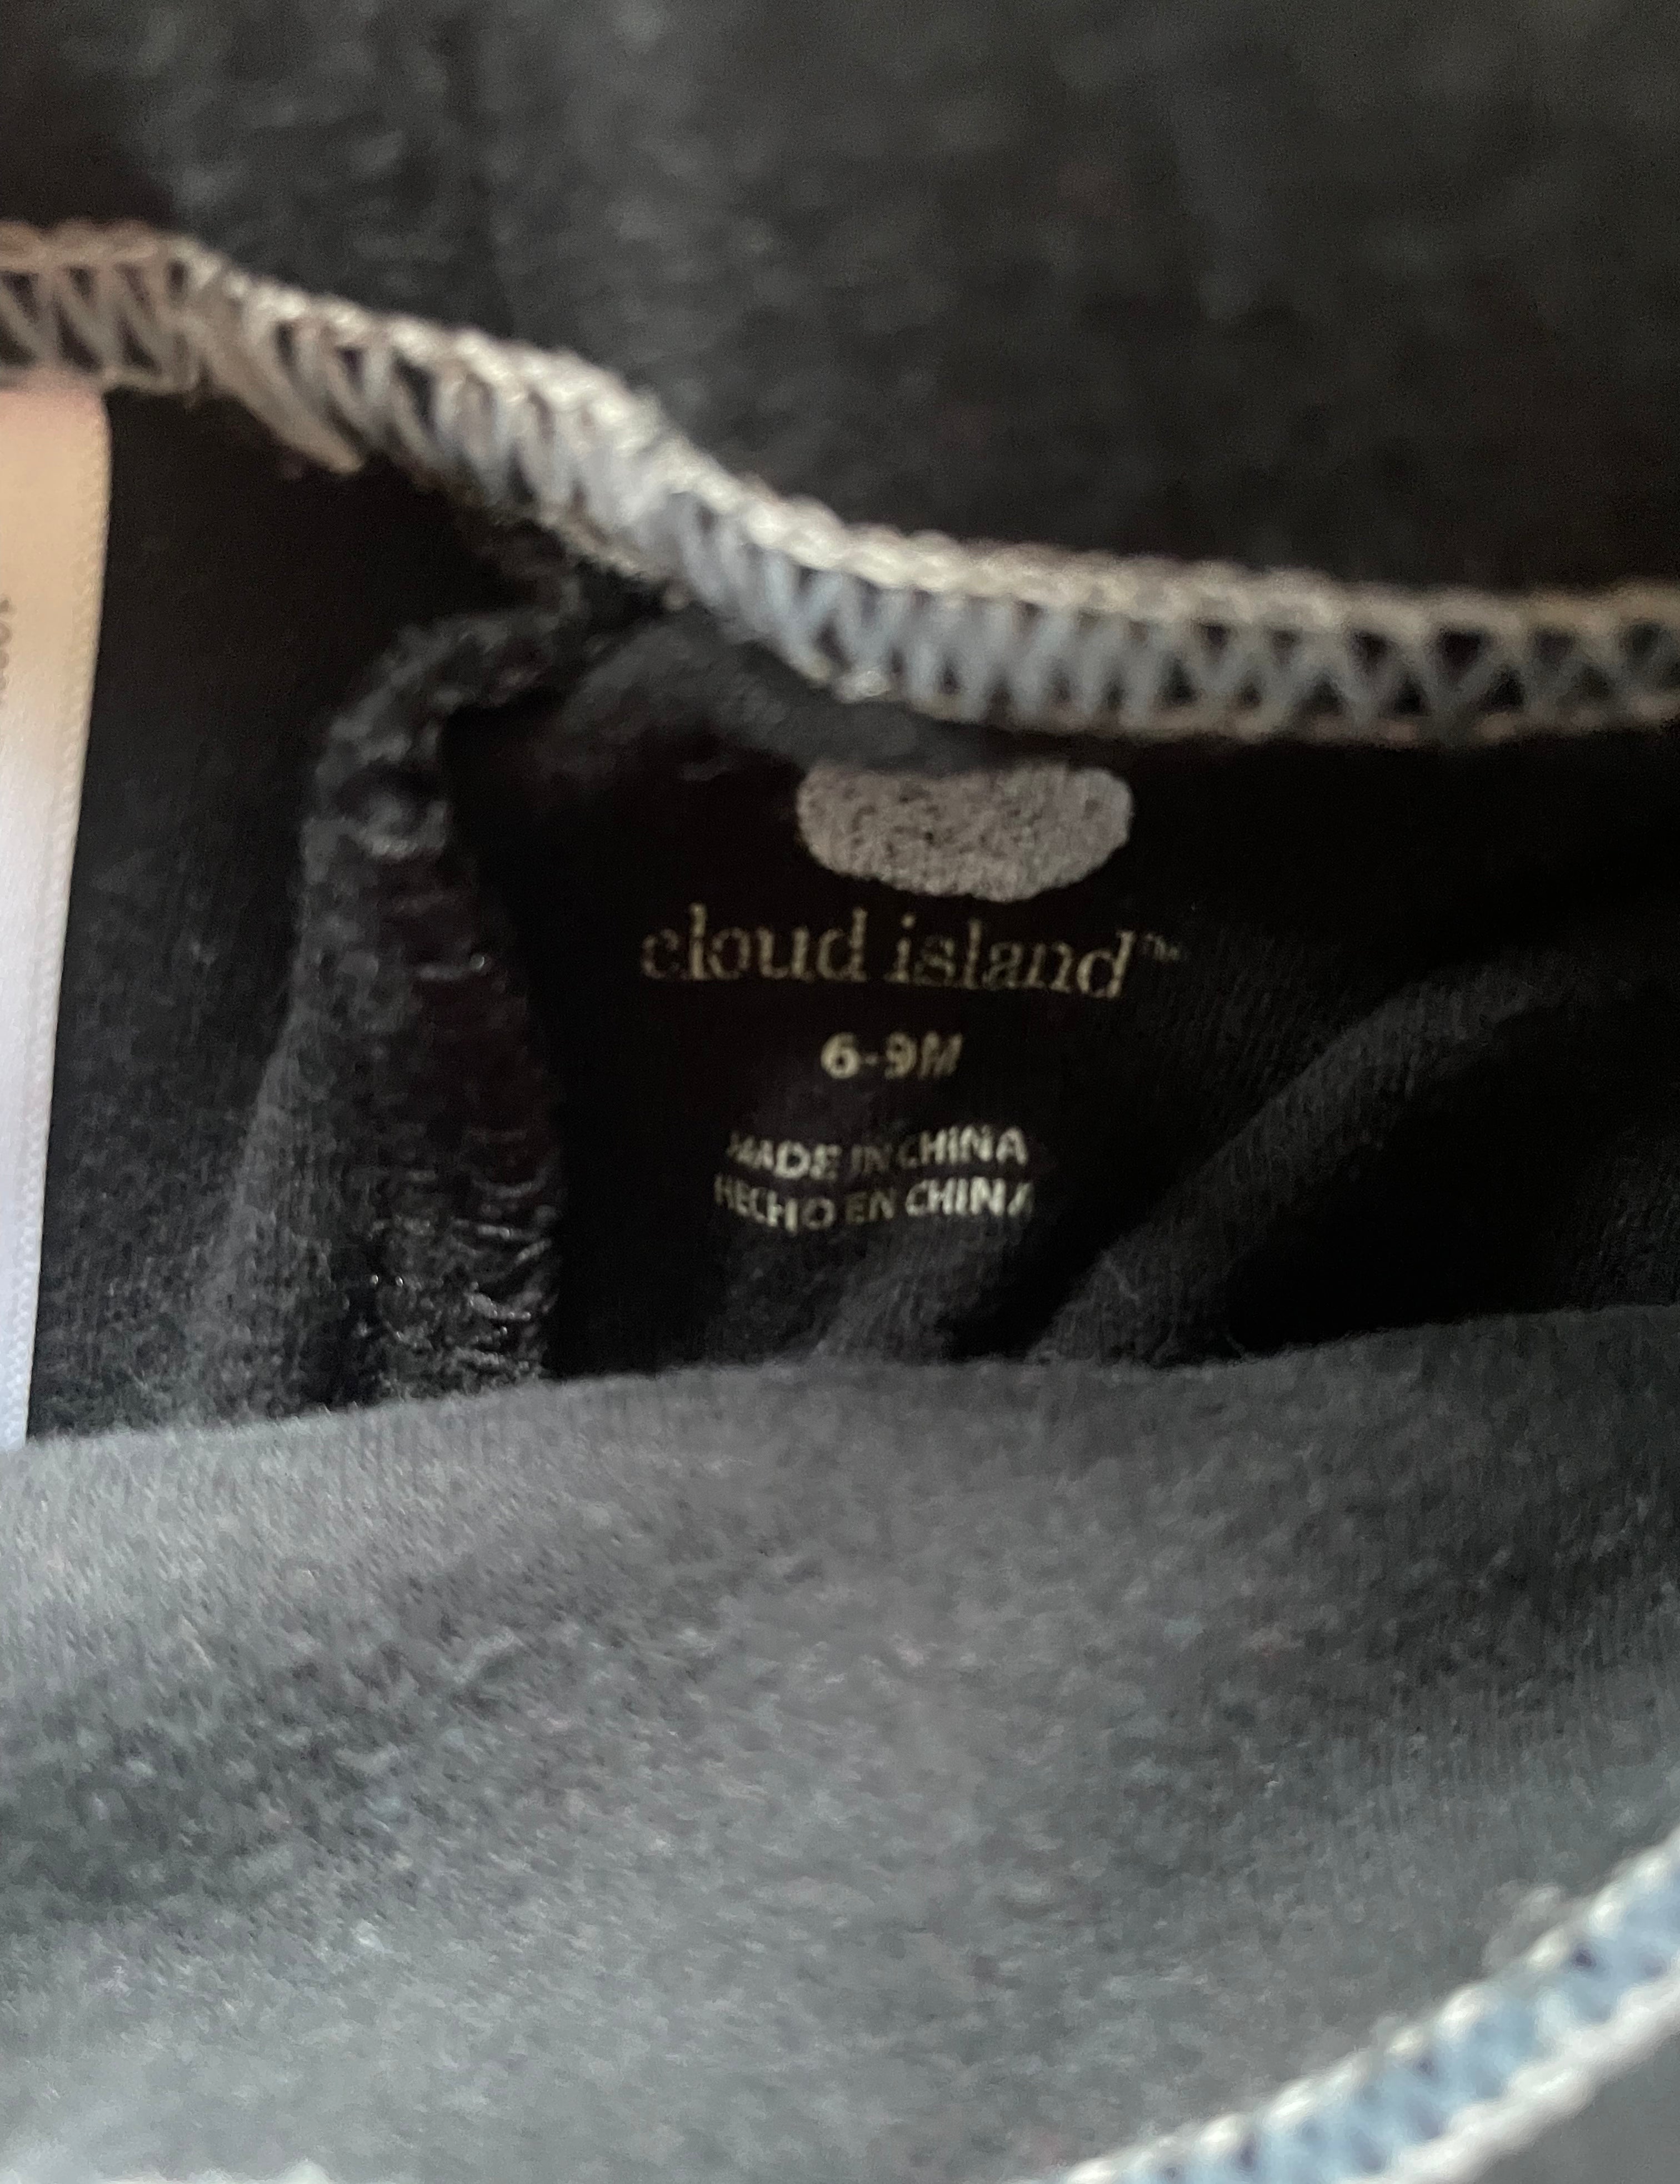 cloud island™
6-9M
MADE IN CHINA
HECHO EN CHINA